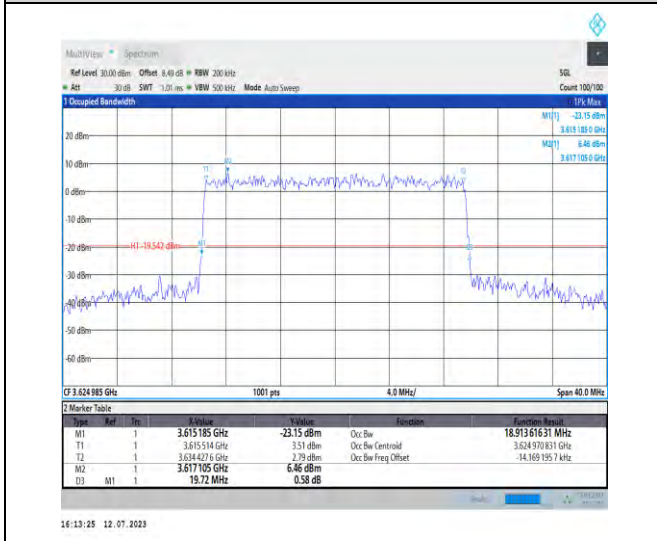 MultiView Spectrum
Ref Level 30.00 dBm Offset 8.49 dB RBW 200 kHz SGL
Att 30 dB SWT 1.01 ms VBW 500 kHz Mode Auto Sweep Count 100/100
1 Occupied Bandwidth 1Pk Max
M1[1] -23.15 dBm
3.615 185 0 GHz
M2[1] 6.46 dBm
3.617 105 0 GHz
20 dBm
10 dBm
T1 M2 T2
0 dBm
-10 dBm
-20 dBm H1 -19.542 dBm M1 D3
-30 dBm
-40 dBm
-50 dBm
-60 dBm
CF 3.624 985 GHz 1001 pts 4.0 MHz/ Span 40.0 MHz
2 Marker Table
Type Ref Trc X-Value Y-Value Function Function Result
M1 1 3.615 185 GHz -23.15 dBm Occ Bw 18.913 616 31 MHz
T1 1 3.615 514 GHz 3.51 dBm Occ Bw Centroid 3.624 970 831 GHz
T2 1 3.634 427 6 GHz 2.79 dBm Occ Bw Freq Offset -14.169 195 7 kHz
M2 1 3.617 105 GHz 6.46 dBm
D3 M1 1 19.72 MHz 0.58 dB
16:13:25 12.07.2023